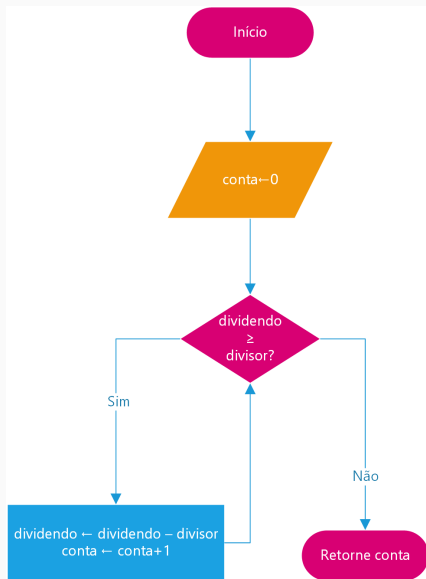 Início
conta←0
dividendo
≥
divisor?
Sim
Não
dividendo ← dividendo – divisor
conta ← conta+1
Retorne conta